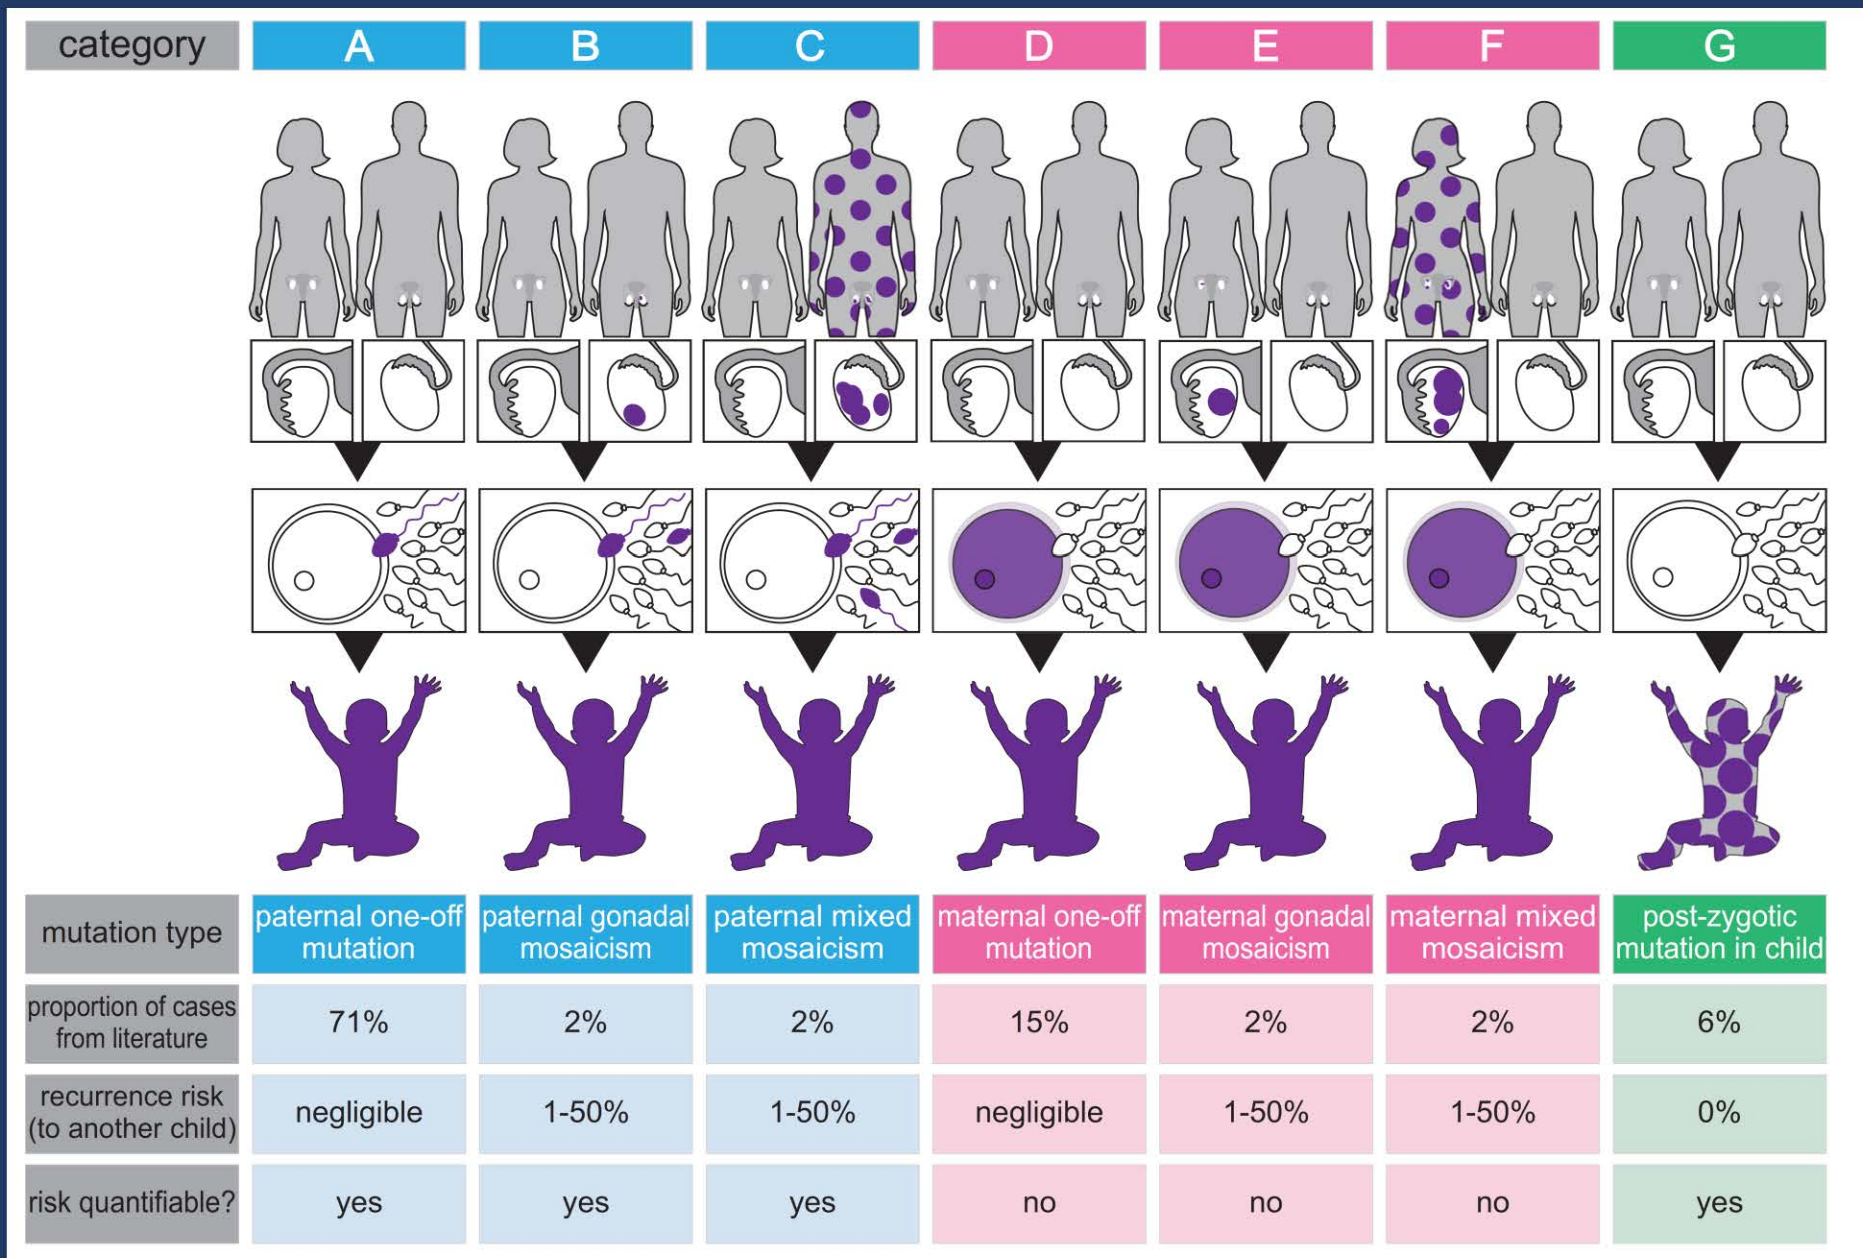 category A B C D E F G
mutation type
paternal one-off
mutation
paternal gonadal
mosaicism
paternal mixed
mosaicism
maternal one-off
mutation
maternal gonadal
mosaicism
maternal mixed
mosaicism
post-zygotic
mutation in child
proportion of cases
from literature
71% 2% 2% 15% 2% 2% 6%
recurrence risk
(to another child)
negligible 1-50% 1-50% negligible 1-50% 1-50% 0%
risk quantifiable? yes yes yes no no no yes